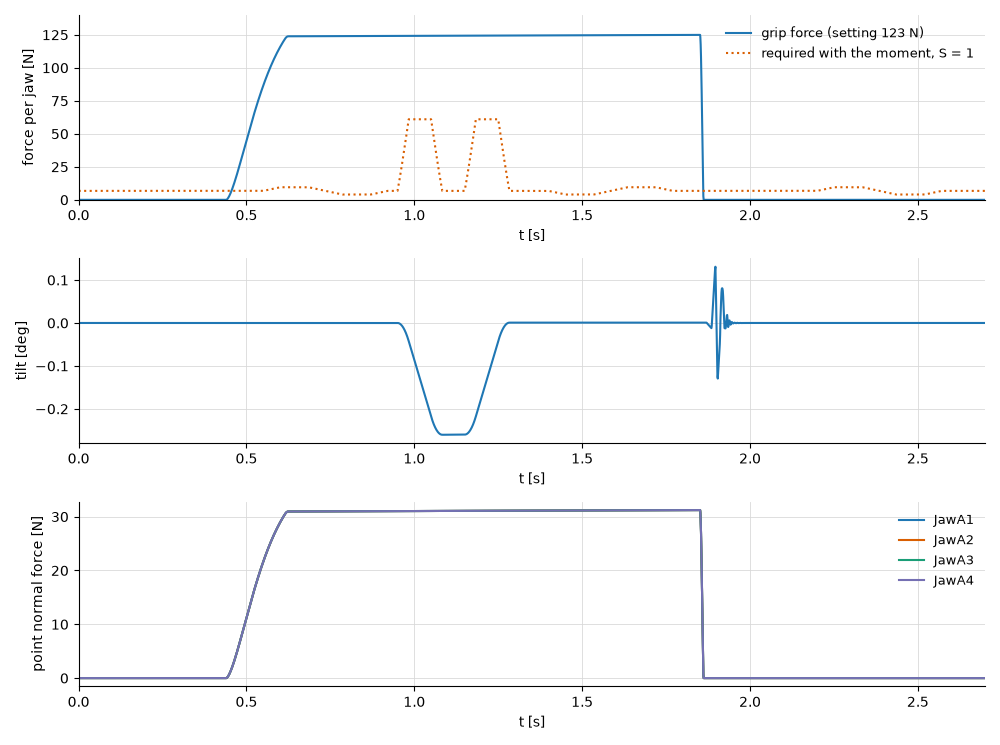 force per jaw [N]
125
100
75
50
25
0
grip force (setting 123 N)
required with the moment, S = 1
0.0 0.5 1.0 1.5 2.0 2.5
t [s]
tilt [deg]
0.1
0.0
−0.1
−0.2
0.0 0.5 1.0 1.5 2.0 2.5
t [s]
point normal force [N]
30
20
10
0
JawA1
JawA2
JawA3
JawA4
0.0 0.5 1.0 1.5 2.0 2.5
t [s]